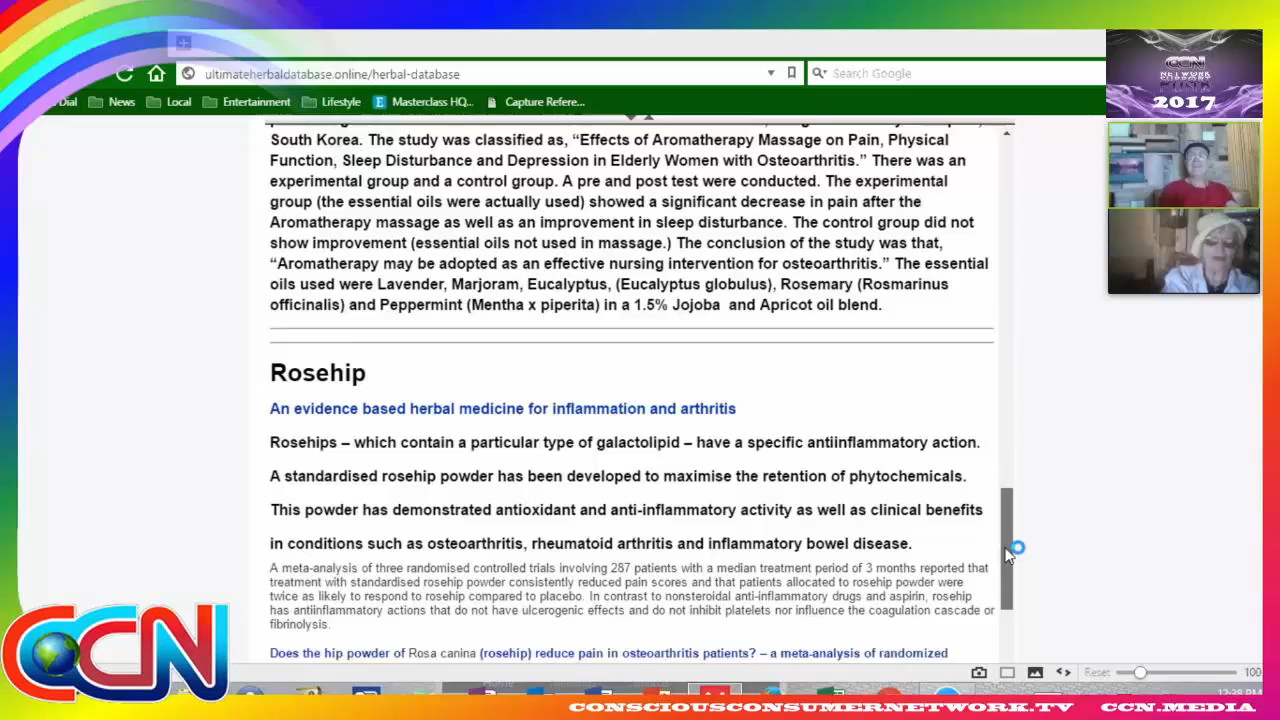 ultimateherbaldatabase.online/herbal-database
Search Google
Dial
News
Local
Entertainment
Lifestyle
Masterclass HQ...
Capture Refere...
CCN
NETWORK
SUPPORT
2017
South Korea. The study was classified as, “Effects of Aromatherapy Massage on Pain, Physical
Function, Sleep Disturbance and Depression in Elderly Women with Osteoarthritis.” There was an
experimental group and a control group. A pre and post test were conducted. The experimental
group (the essential oils were actually used) showed a significant decrease in pain after the
Aromatherapy massage as well as an improvement in sleep disturbance. The control group did not
show improvement (essential oils not used in massage.) The conclusion of the study was that,
“Aromatherapy may be adopted as an effective nursing intervention for osteoarthritis.” The essential
oils used were Lavender, Marjoram, Eucalyptus, (Eucalyptus globulus), Rosemary (Rosmarinus
officinalis) and Peppermint (Mentha x piperita) in a 1.5% Jojoba and Apricot oil blend.
Rosehip
An evidence based herbal medicine for inflammation and arthritis
Rosehips – which contain a particular type of galactolipid – have a specific antiinflammatory action.
A standardised rosehip powder has been developed to maximise the retention of phytochemicals.
This powder has demonstrated antioxidant and anti-inflammatory activity as well as clinical benefits
in conditions such as osteoarthritis, rheumatoid arthritis and inflammatory bowel disease.
A meta-analysis of three randomised controlled trials involving 287 patients with a median treatment period of 3 months reported that
treatment with standardised rosehip powder consistently reduced pain scores and that patients allocated to rosehip powder were
twice as likely to respond to rosehip compared to placebo. In contrast to nonsteroidal anti-inflammatory drugs and aspirin, rosehip
has antiinflammatory actions that do not have ulcerogenic effects and do not inhibit platelets nor influence the coagulation cascade or
fibrinolysis.
Does the hip powder of Rosa canina (rosehip) reduce pain in osteoarthritis patients? – a meta-analysis of randomized
Reset
100
12:38 PM
CCN
CONSCIOUSCONSUMERNETWORK.TV CCN.MEDIA